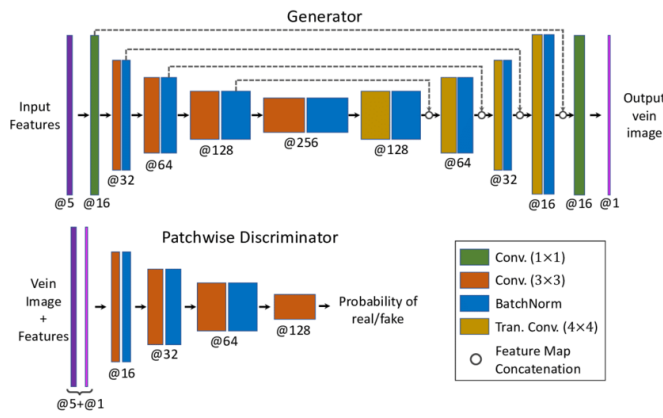 Generator
Input
Features
@5
@16
@32
@64
@128
@256
@128
@64
@32
@16
@16
@1
Output
vein
image
Patchwise Discriminator
Vein
Image
+
Features
@5+@1
@16
@32
@64
@128
Probability of
real/fake
Conv. (1×1)
Conv. (3×3)
BatchNorm
Tran. Conv. (4×4)
Feature Map
Concatenation